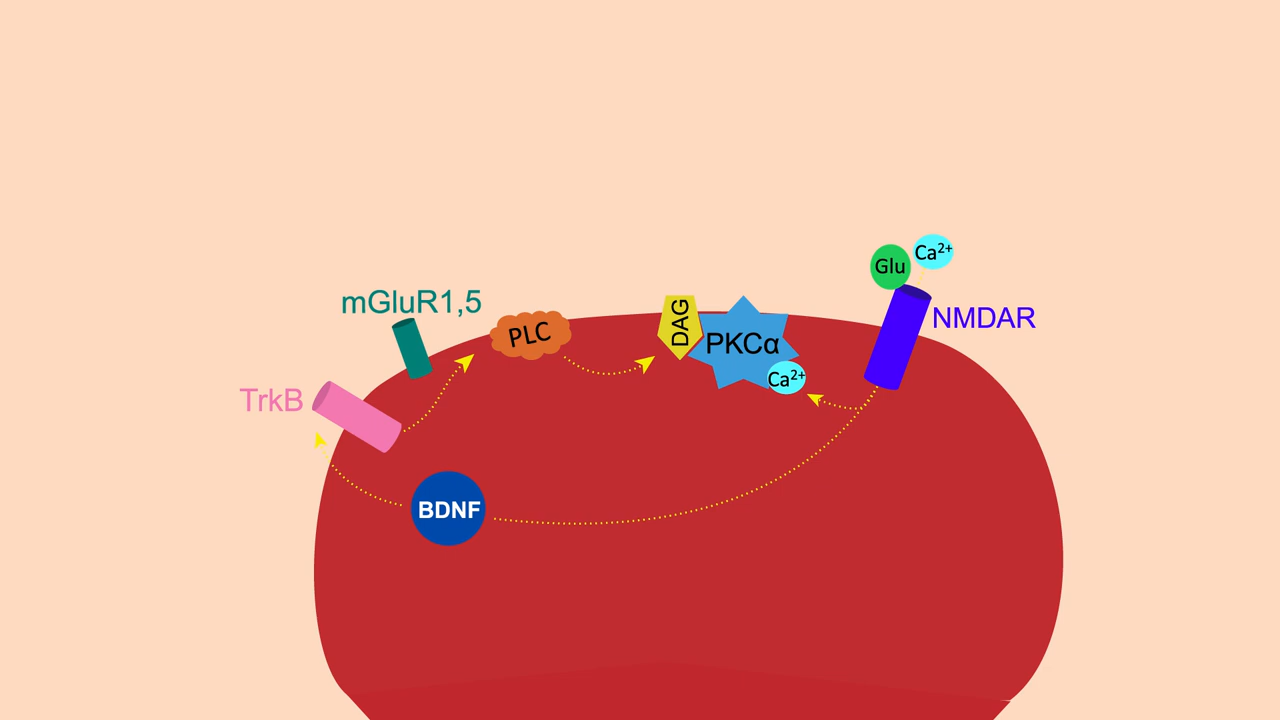 Glu
Ca²⁺
mGluR1,5
DAG
NMDAR
PLC
PKCα
Ca²⁺
TrkB
BDNF